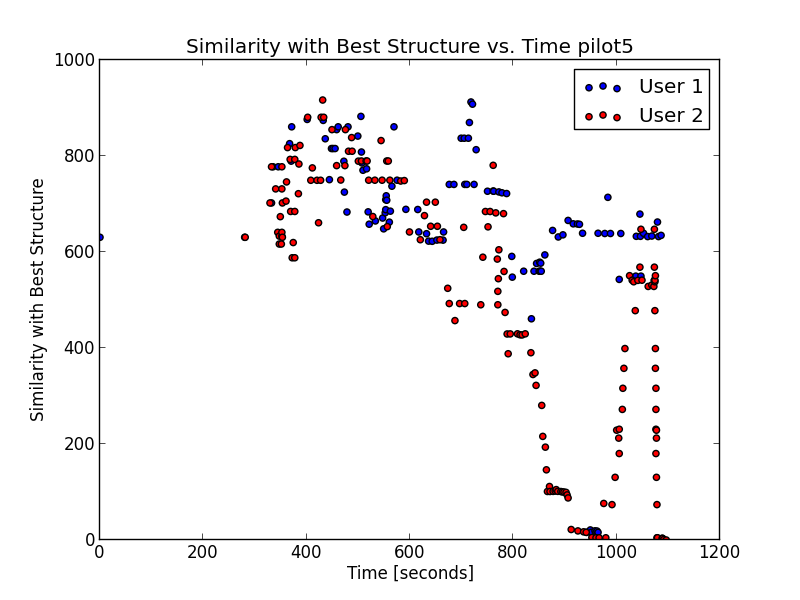 Similarity with Best Structure vs. Time pilot5
1000
800
600
400
200
0
Similarity with Best Structure
User 1
User 2
0 200 400 600 800 1000 1200
Time [seconds]